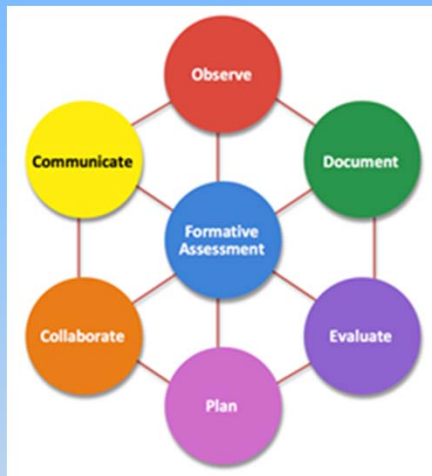 Observe
Communicate
Document
Formative
Assessment
Collaborate
Evaluate
Plan